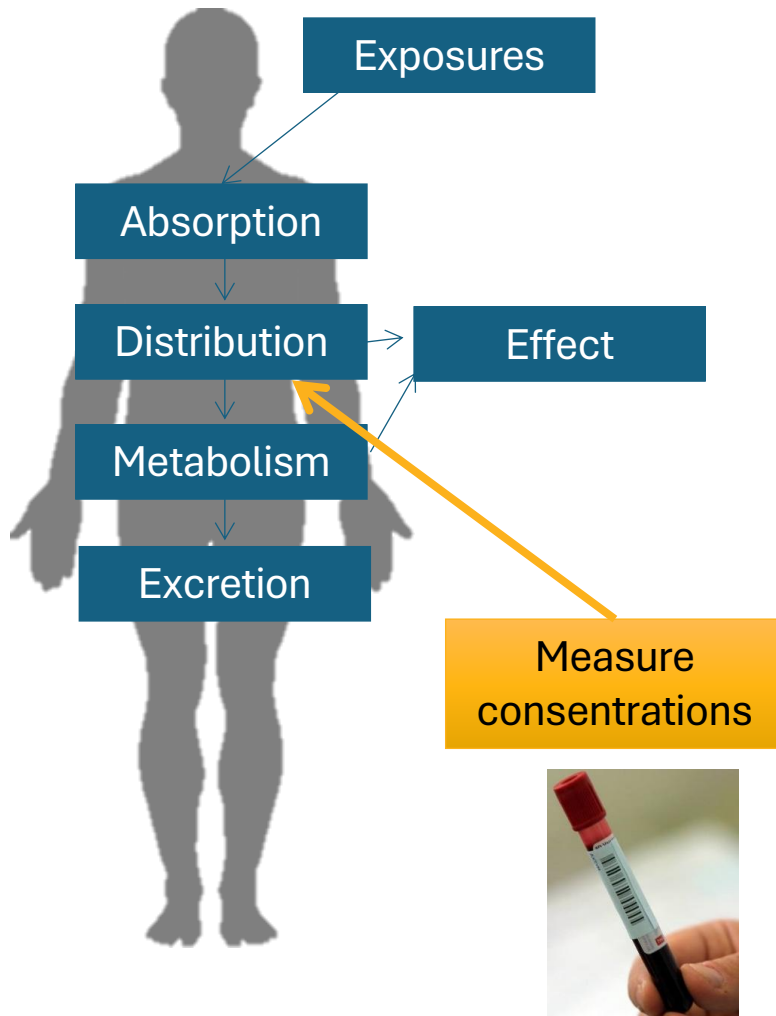 Exposures
Absorption
Distribution
Effect
Metabolism
Excretion
Measure
consentrations